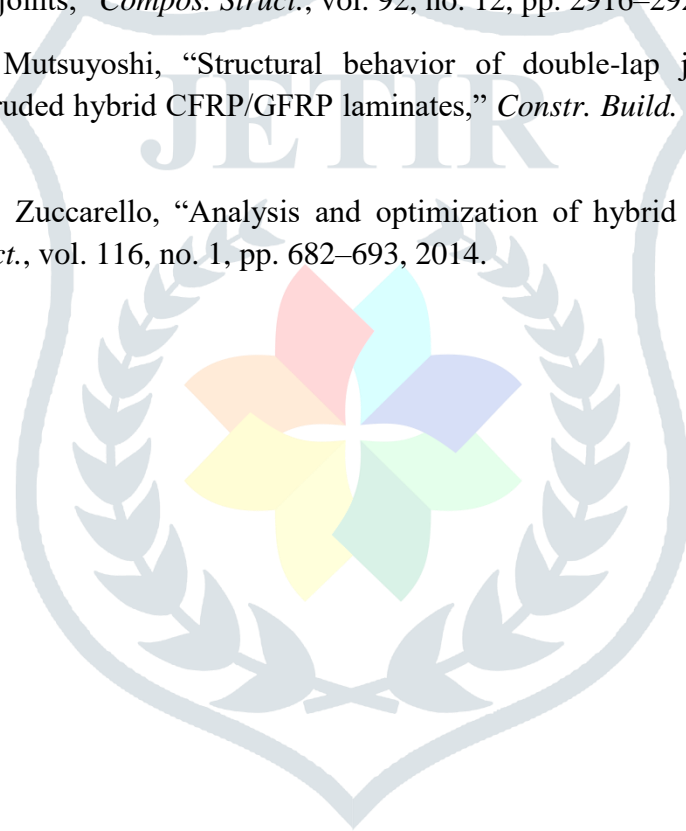 joints," Compos. Struct., vol. 92, no. 12, pp. 2916–292
Mutsuyoshi, “Structural behavior of double-lap j
ruded hybrid CFRP/GFRP laminates,” Constr. Build.
JETIR
Zuccarello, “Analysis and optimization of hybrid
ct., vol. 116, no. 1, pp. 682–693, 2014.